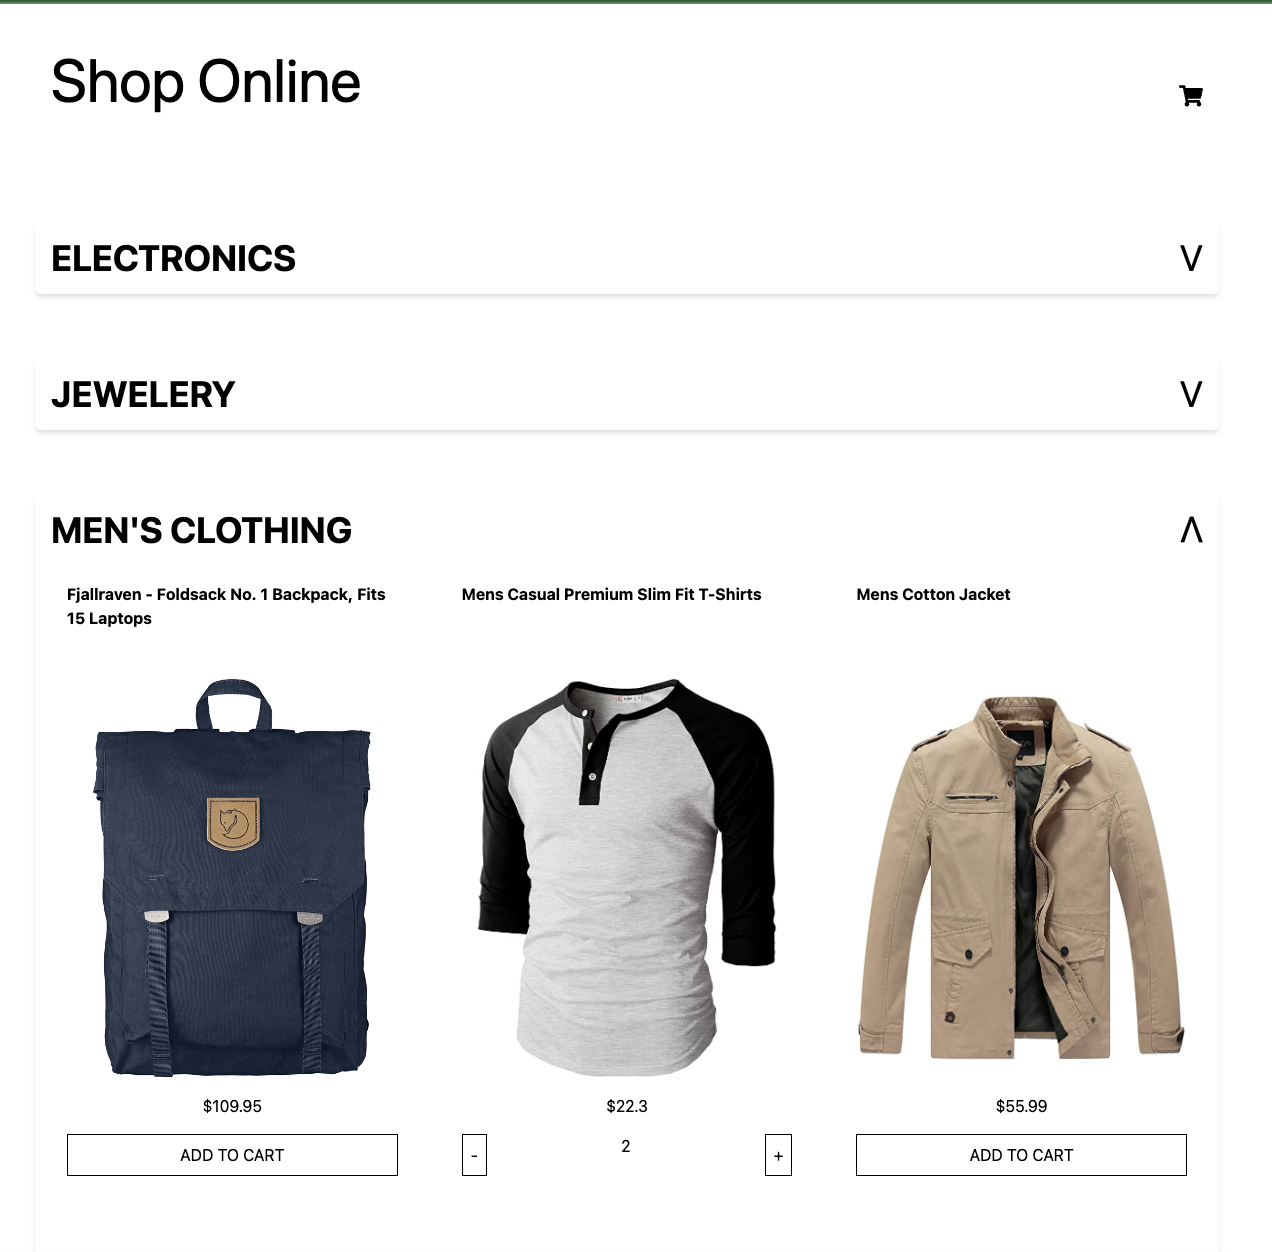 Shop Online
ELECTRONICS V
JEWELERY V
MEN'S CLOTHING Λ
Fjallraven - Foldsack No. 1 Backpack, Fits
15 Laptops
Mens Casual Premium Slim Fit T-Shirts
Mens Cotton Jacket
$109.95
$22.3
$55.99
ADD TO CART
- 2 +
ADD TO CART